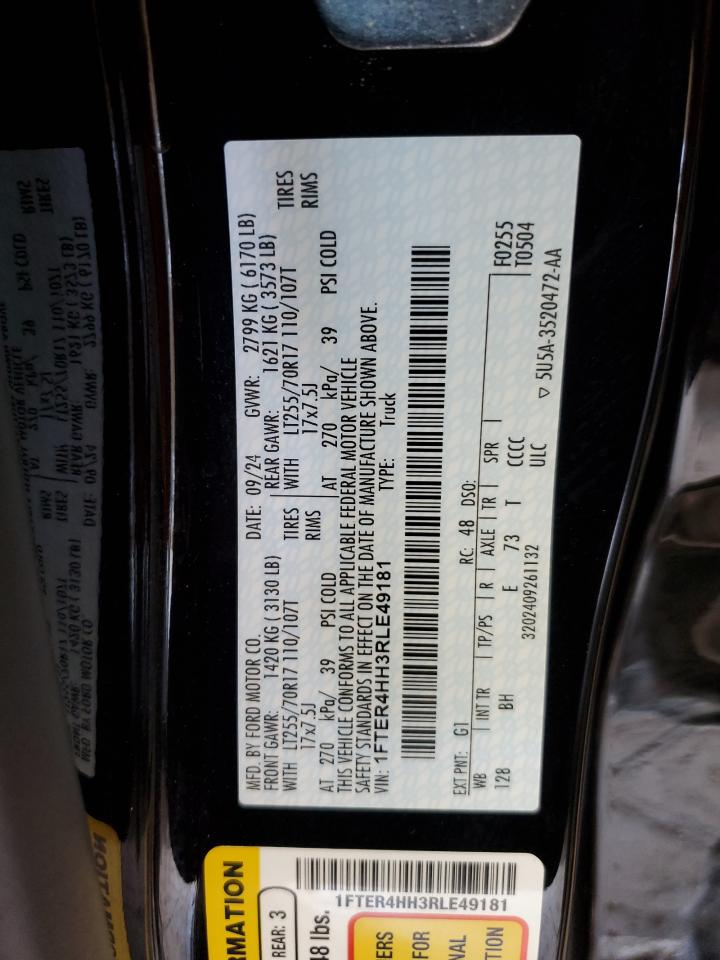 MFD. BY FORD MOTOR CO. DATE: 09/24 GVWR: 2799 KG ( 6170 LB)
FRONT GAWR: 1420 KG ( 3130 LB) REAR GAWR: 1621 KG ( 3573 LB)
WITH LT255/70R17 110/107T TIRES WITH LT255/70R17 110/107T TIRES
17x7.5J RIMS 17x7.5J RIMS
AT 270 kPa/ 39 PSI COLD AT 270 kPa/ 39 PSI COLD
THIS VEHICLE CONFORMS TO ALL APPLICABLE FEDERAL MOTOR VEHICLE
SAFETY STANDARDS IN EFFECT ON THE DATE OF MANUFACTURE SHOWN ABOVE.
VIN: 1FTER4HH3RLE49181 TYPE: Truck
EXT PNT: G1 RC: 48 DSO:
WB INT TR TP/PS R AXLE TR SPR F0255
128 BH E 73 T CCCC T0504
3202409261132 ULC
▽ 5U5A-3520472-AA
RMATION
REAR: 3
48 lbs.
1FTER4HH3RLE49181
FOR